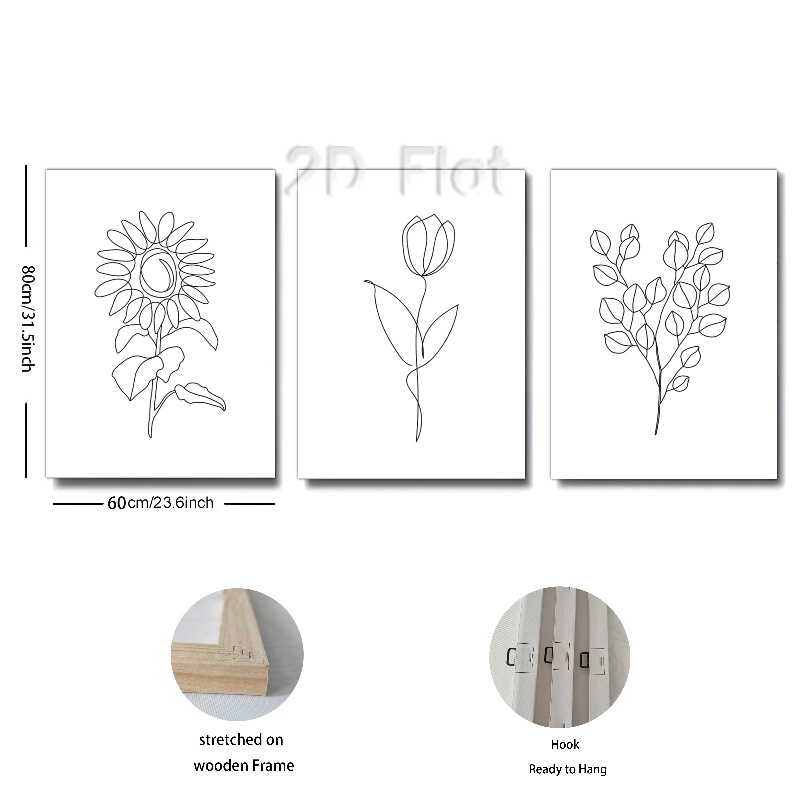 2D Flat
80cm/31.5inch
60cm/23.6inch
stretched on
wooden Frame
Hook
Ready to Hang